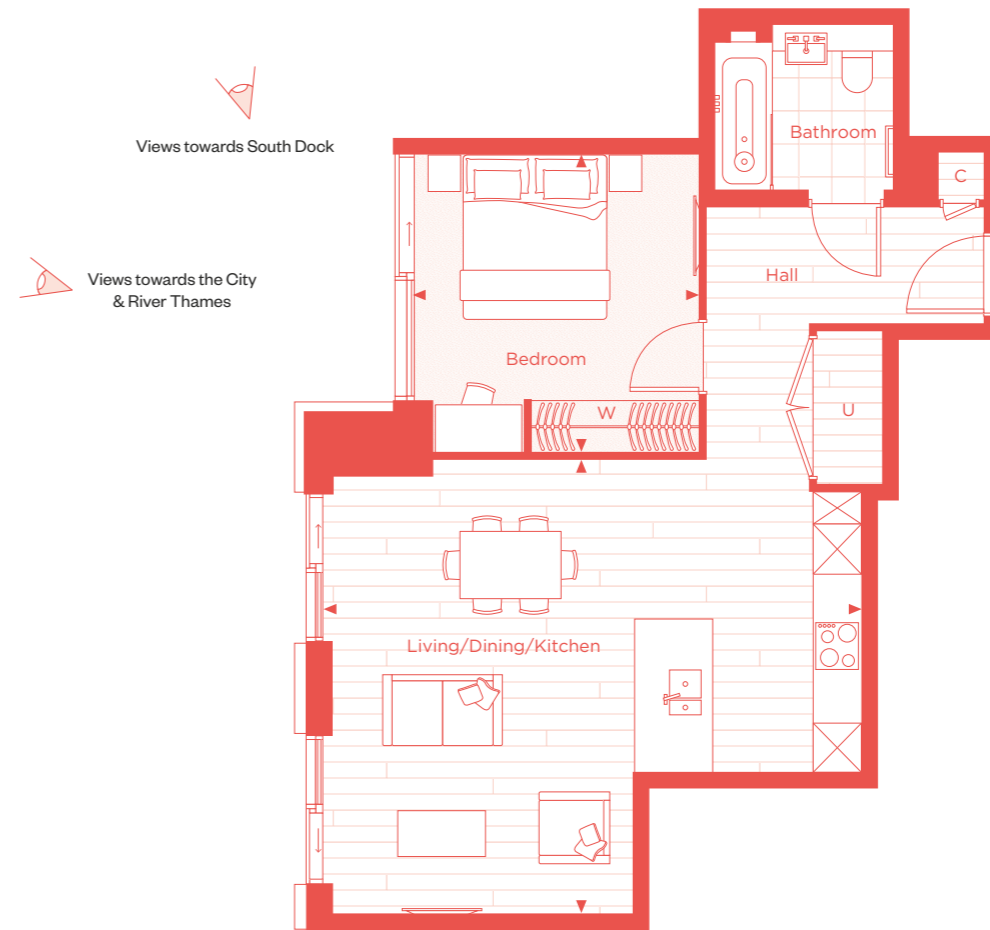 Views towards South Dock
Views towards the City
& River Thames
Bathroom
C
Hall
Bedroom
W
U
Living/Dining/Kitchen